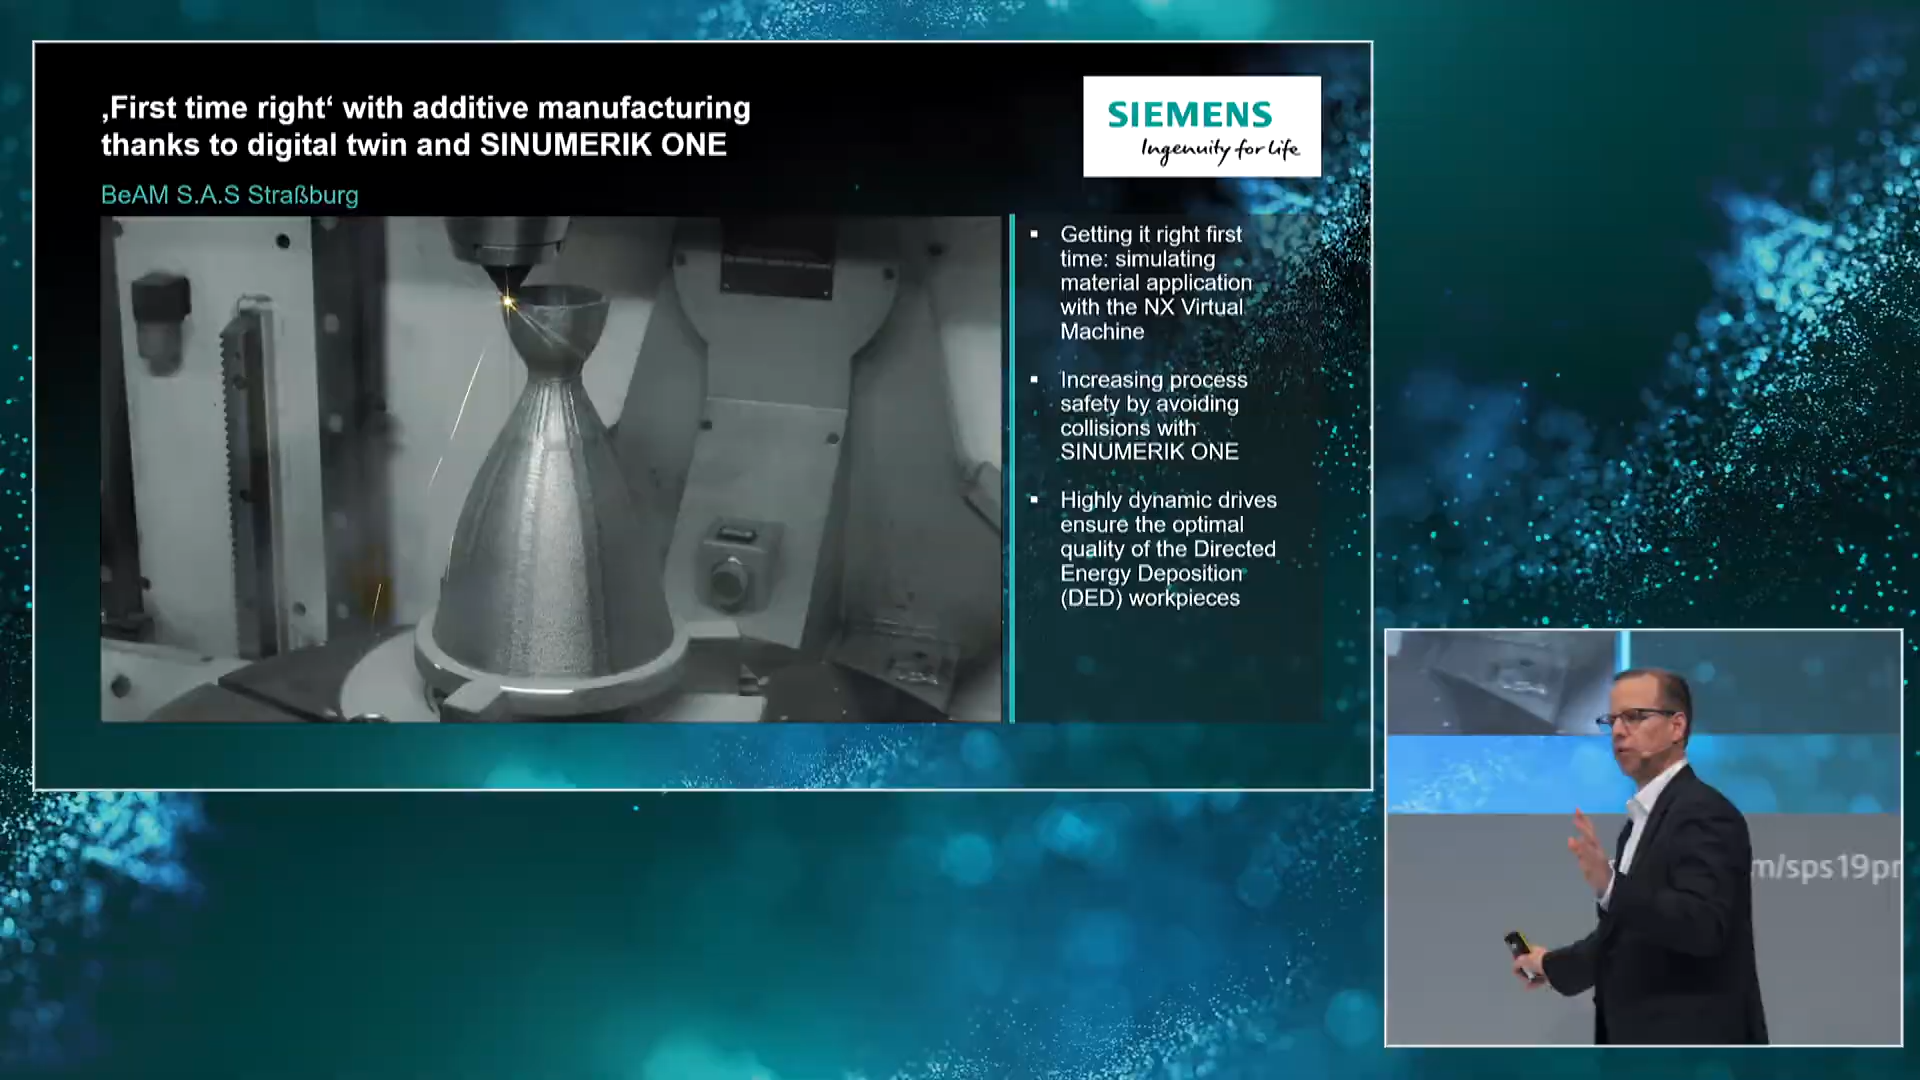 ‚First time right‘ with additive manufacturing
thanks to digital twin and SINUMERIK ONE
BeAM S.A.S Straßburg
SIEMENS
Ingenuity for life
▪ Getting it right first
time: simulating
material application
with the NX Virtual
Machine
▪ Increasing process
safety by avoiding
collisions with
SINUMERIK ONE
▪ Highly dynamic drives
ensure the optimal
quality of the Directed
Energy Deposition
(DED) workpieces
m/sps19pr